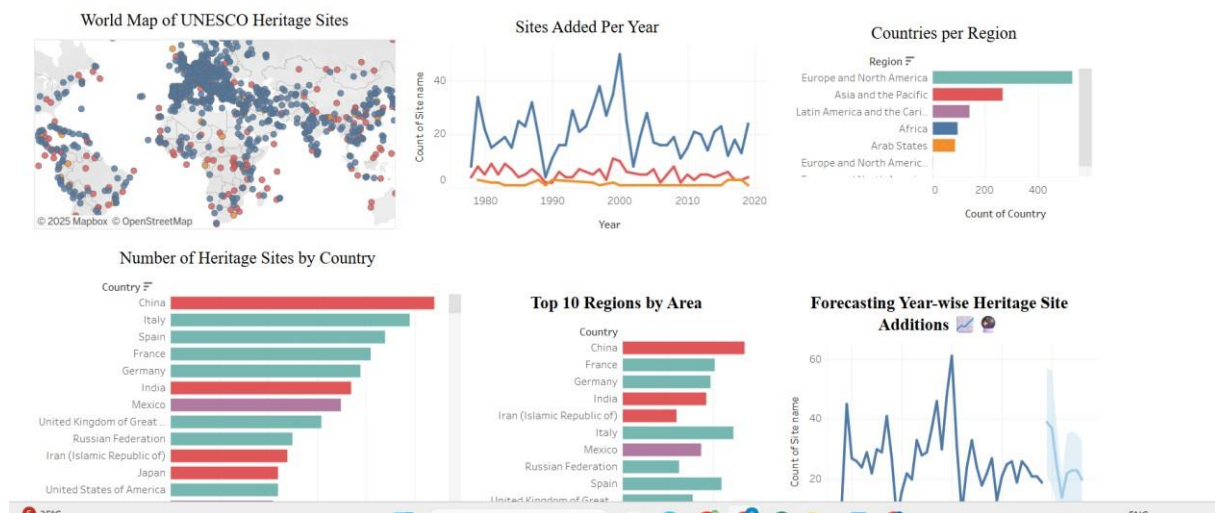 World Map of UNESCO Heritage Sites
© 2025 Mapbox © OpenStreetMap
Sites Added Per Year
Count of Site name
40
20
0
1980
1990
2000
2010
2020
Year
Countries per Region
Region
Europe and North America
Asia and the Pacific
Latin America and the Cari..
Africa
Arab States
Europe and North Americ...
0
200
400
Count of Country
Number of Heritage Sites by Country
Country
China
Italy
Spain
France
Germany
India
Mexico
United Kingdom of Great ..
Russian Federation
Iran (Islamic Republic of)
Japan
United States of America
Top 10 Regions by Area
Country
China
France
Germany
India
Iran (Islamic Republic of)
Italy
Mexico
Russian Federation
Spain
United Kingdom of Great...
Forecasting Year-wise Heritage Site
Additions
Count of Site name
60
40
20